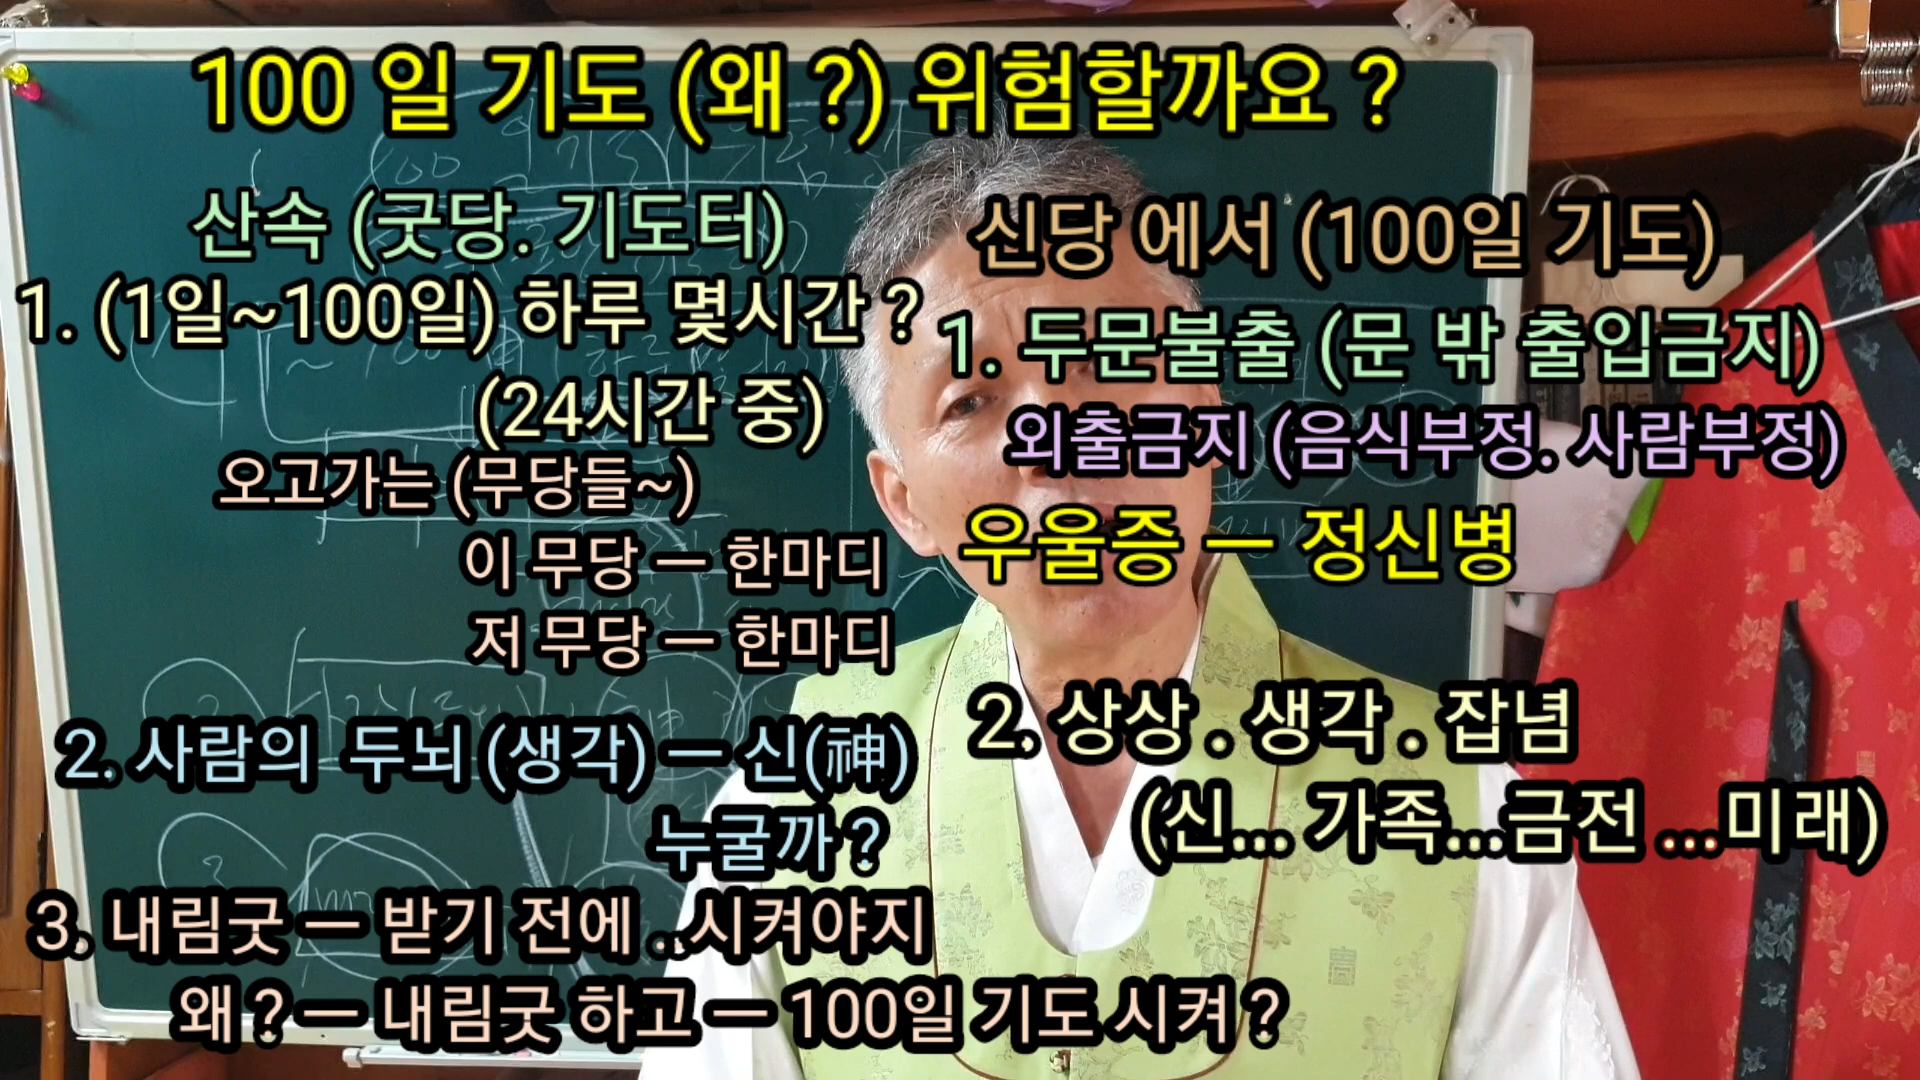 100 일 기도 (왜 ?) 위험할까요 ?
산속 (굿당. 기도터)
1. (1일~100일) 하루 몇시간 ?
(24시간 중)
오고가는 (무당들~)
이 무당 ㅡ 한마디
저 무당 ㅡ 한마디
2. 사람의 두뇌 (생각) ㅡ 신(神)
누굴까 ?
3. 내림굿 ㅡ 받기 전에 ..시켜야지
왜 ? ㅡ 내림굿 하고 ㅡ 100일 기도 시켜 ?
신당 에서 (100일 기도)
1. 두문불출 (문 밖 출입금지)
외출금지 (음식부정. 사람부정)
우울증 ㅡ 정신병
2. 상상 . 생각 . 잡념
(신... 가족...금전 ...미래)